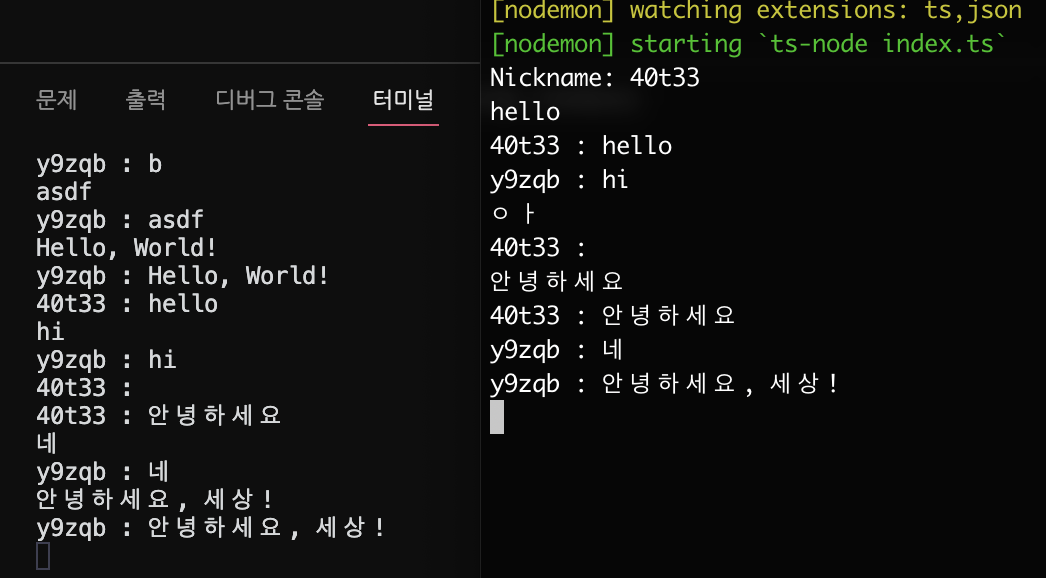 문제 출력 디버그 콘솔 터미널
y9zqb : b
asdf
y9zqb : asdf
Hello, World!
y9zqb : Hello, World!
40t33 : hello
hi
y9zqb : hi
40t33 :
40t33 : 안녕하세요
네
y9zqb : 네
안녕하세요, 세상!
y9zqb : 안녕하세요, 세상!
[nodemon] watching extensions: ts,json
[nodemon] starting `ts-node index.ts`
Nickname: 40t33
hello
40t33 : hello
y9zqb : hi
ㅇㅏ
40t33 :
안녕하세요
40t33 : 안녕하세요
y9zqb : 네
y9zqb : 안녕하세요, 세상!